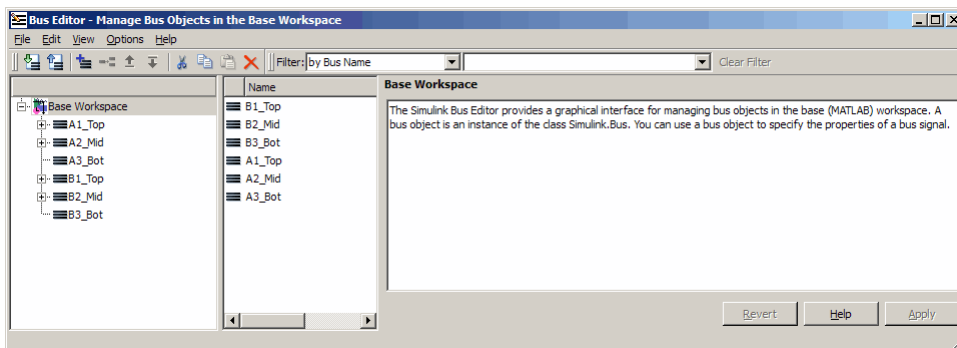 Bus Editor - Manage Bus Objects in the Base Workspace
File Edit View Options Help
Filter: by Bus Name Clear Filter
Base Workspace
A1_Top
A2_Mid
A3_Bot
B1_Top
B2_Mid
B3_Bot
Name
B1_Top
B2_Mid
B3_Bot
A1_Top
A2_Mid
A3_Bot
Base Workspace
The Simulink Bus Editor provides a graphical interface for managing bus objects in the base (MATLAB) workspace. A
bus object is an instance of the class Simulink.Bus. You can use a bus object to specify the properties of a bus signal.
Revert Help Apply